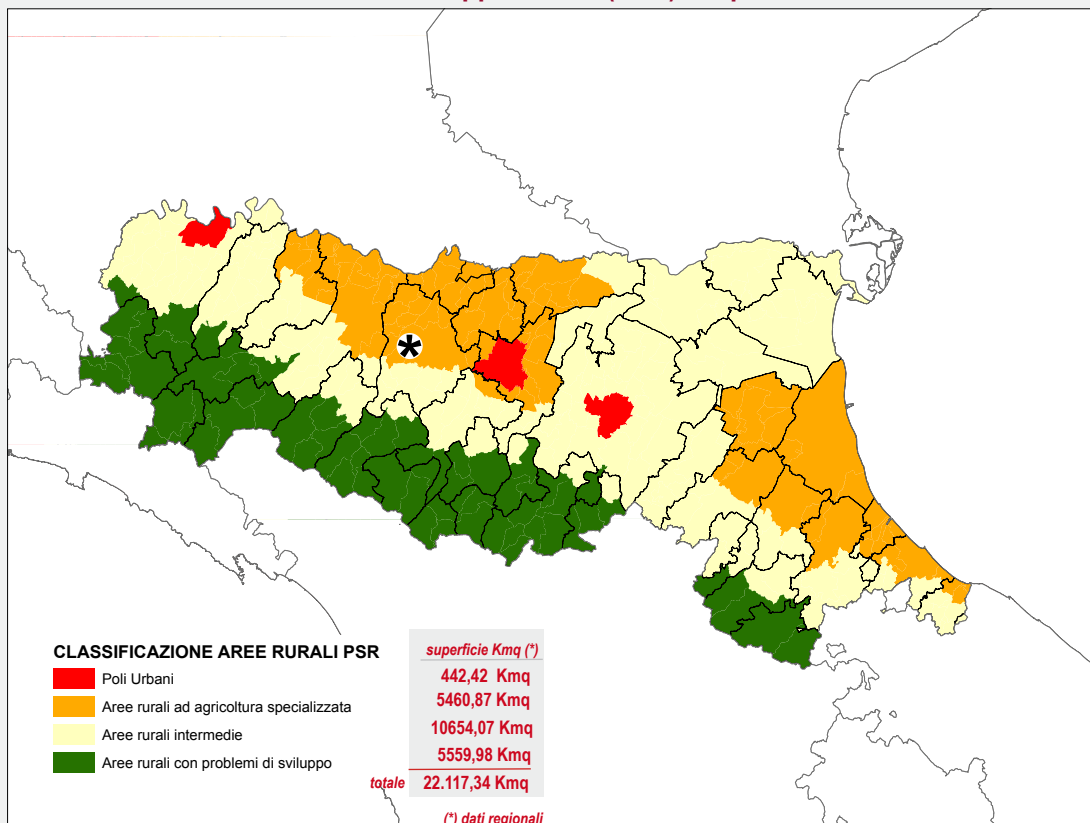 CLASSIFICAZIONE AREE RURALI PSR
superficie Kmq (*)
Poli Urbani
442,42 Kmq
Aree rurali ad agricoltura specializzata
5460,87 Kmq
Aree rurali intermedie
10654,07 Kmq
Aree rurali con problemi di sviluppo
5559,98 Kmq
totale 22.117,34 Kmq
(*) dati regionali